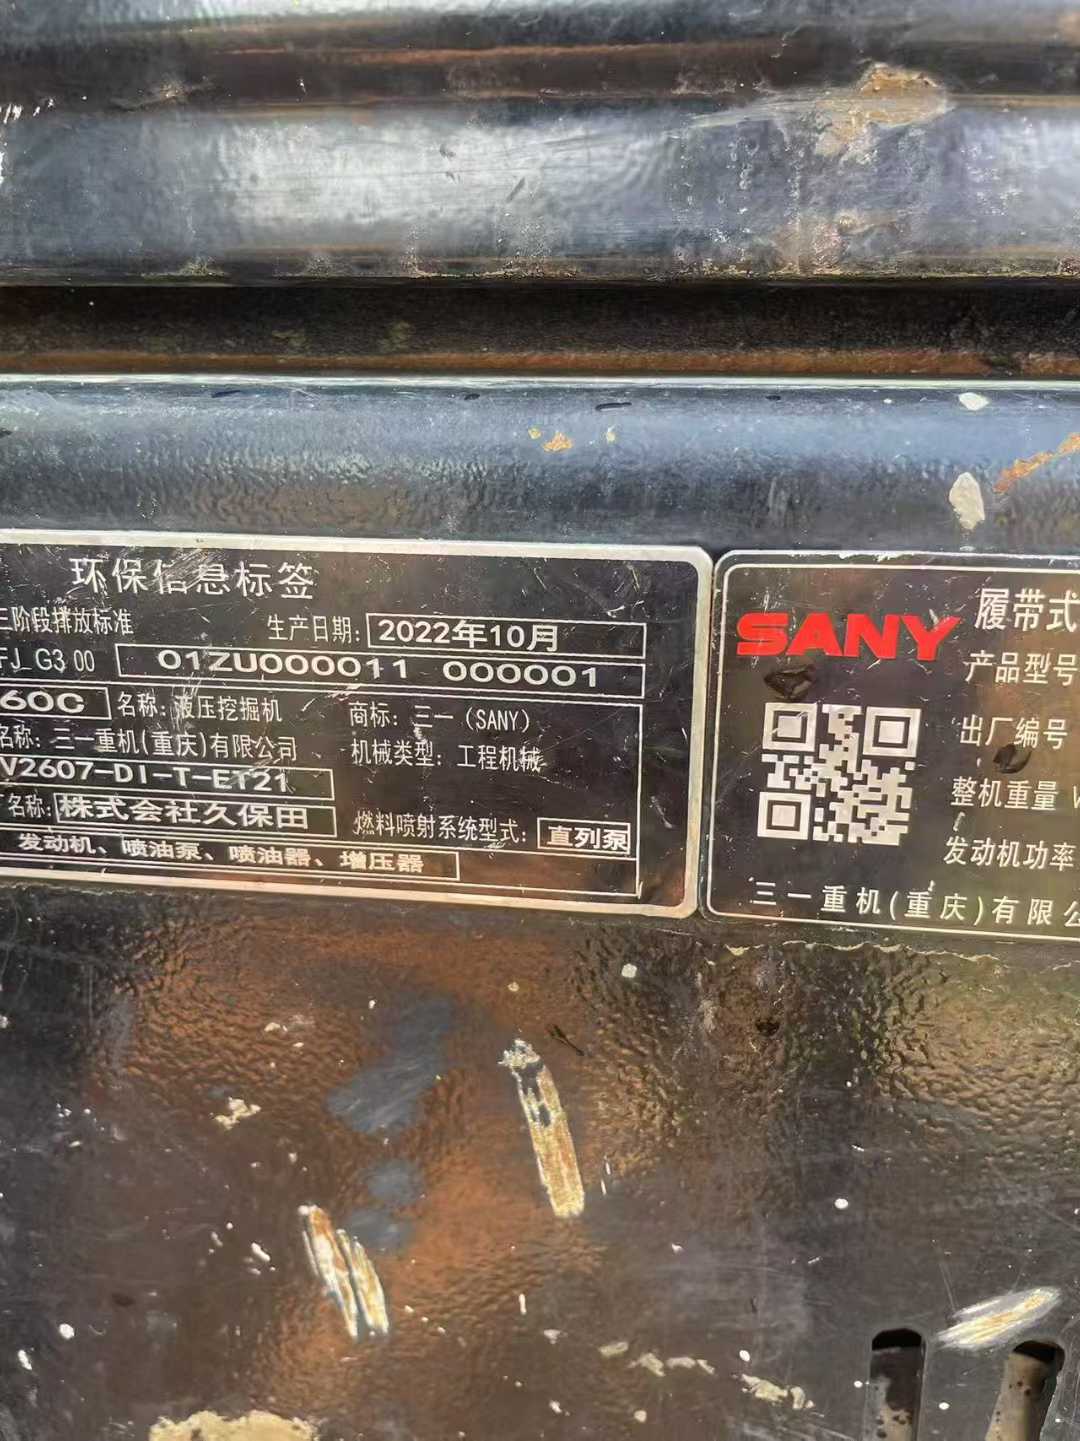 环保信息标签
三阶段排放标准 生产日期: 2022年10月
FJ G3 00 01ZU000011 000001
60C 名称: 液压挖掘机 商标: 三一 (SANY)
名称: 三一重机(重庆)有限公司 机械类型: 工程机械
V2607-DI-T-ET21
名称: 株式会社久保田 燃料喷射系统型式: 直列泵
发动机、喷油泵、喷油器、增压器
SANY 履带式
产品型号
出厂编号
整机重量
发动机功率
三一重机(重庆)有限公